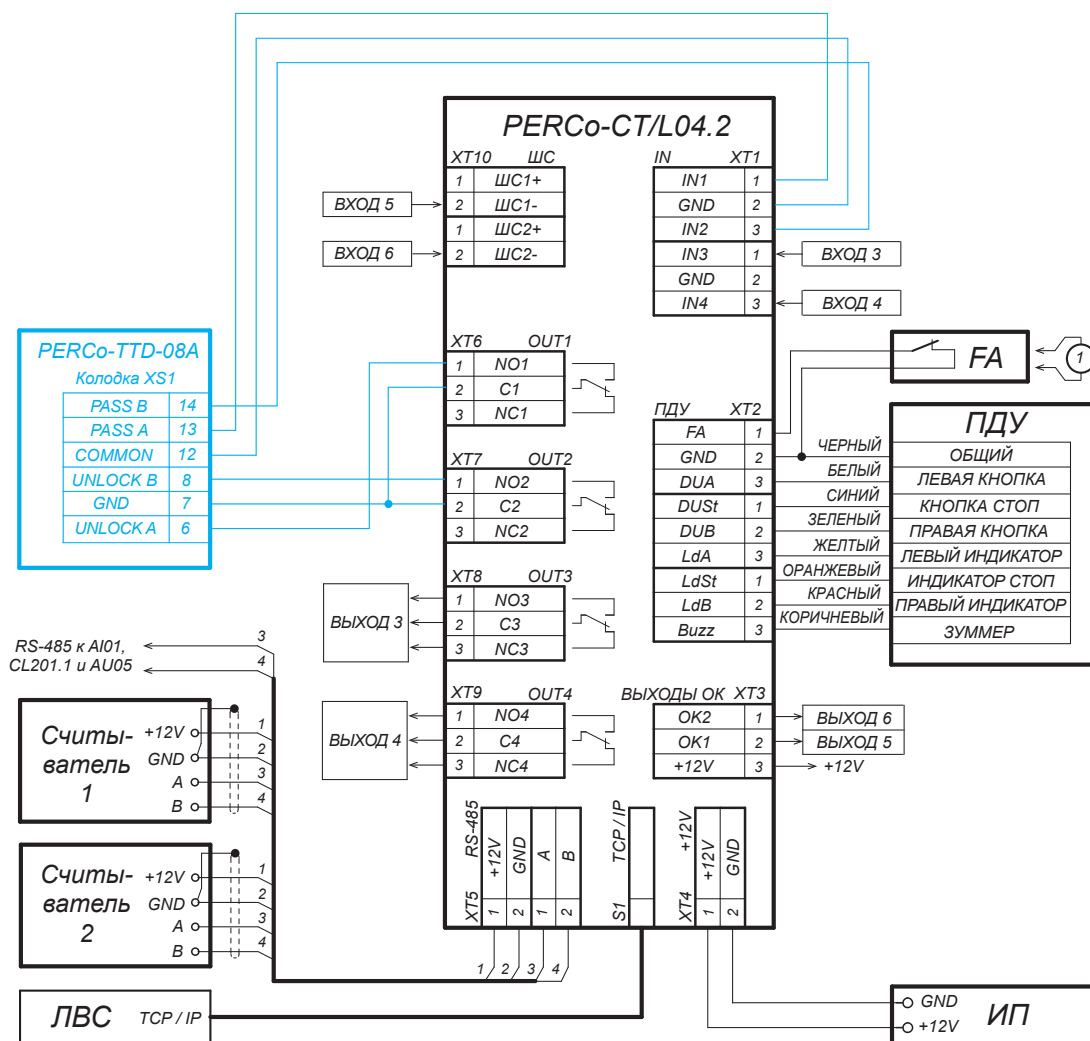 PERCo-CT/L04.2
XT10 ШС
1 ШС1+
2 ШС1-
1 ШС2+
2 ШС2-
ВХОД 5
ВХОД 6
IN XT1
IN1 1
GND 2
IN2 3
IN3 1
GND 2
IN4 3
ВХОД 3
ВХОД 4
PERCo-TTD-08A
Колодка XS1
PASS B 14
PASS A 13
COMMON 12
UNLOCK B 8
GND 7
UNLOCK A 6
XT6 OUT1
1 NO1
2 C1
3 NC1
XT7 OUT2
1 NO2
2 C2
3 NC2
XT8 OUT3
1 NO3
2 C3
3 NC3
ВЫХОД 3
XT9 OUT4
1 NO4
2 C4
3 NC4
ВЫХОД 4
FA
1
ПДУ XT2
FA 1
GND 2
DUA 3
DUSt 1
DUB 2
LdA 3
LdSt 1
LdB 2
Buzz 3
ЧЕРНЫЙ
БЕЛЫЙ
СИНИЙ
ЗЕЛЕНЫЙ
ЖЕЛТЫЙ
ОРАНЖЕВЫЙ
КРАСНЫЙ
КОРИЧНЕВЫЙ
ПДУ
ОБЩИЙ
ЛЕВАЯ КНОПКА
КНОПКА СТОП
ПРАВАЯ КНОПКА
ЛЕВЫЙ ИНДИКАТОР
ИНДИКАТОР СТОП
ПРАВЫЙ ИНДИКАТОР
ЗУММЕР
ВЫХОДЫ ОК XT3
OK2 1
OK1 2
+12V 3
ВЫХОД 6
ВЫХОД 5
+12V
RS-485 к AI01,
CL201.1 и AU05
3
4
Считы-
ватель
1
+12V 1
GND 2
A 3
B 4
Считы-
ватель
2
+12V 1
GND 2
A 3
B 4
XT5 RS-485
1 +12V
2 GND
1 A
2 B
1 2 3 4
S1 TCP / IP
XT4 +12V
1 +12V
2 GND
ЛВС TCP / IP
GND
+12V
ИП